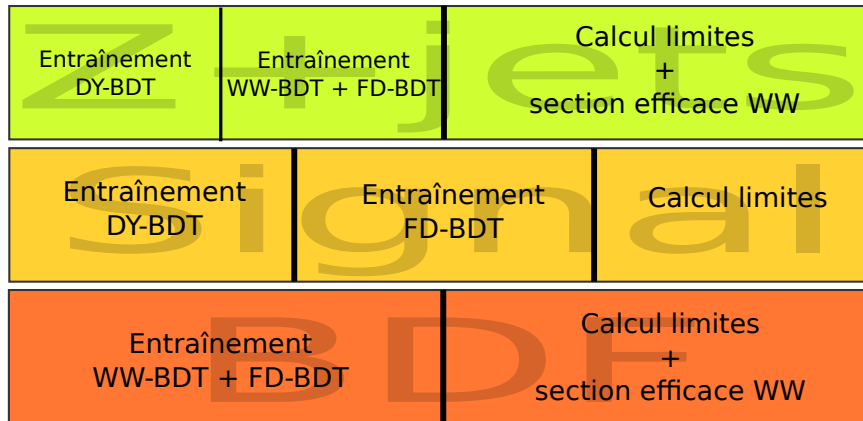 Z+jets
Entraînement
DY-BDT
Entraînement
WW-BDT + FD-BDT
Calcul limites
+
section efficace WW
Signal
Entraînement
DY-BDT
Entraînement
FD-BDT
Calcul limites
BDF
Entraînement
WW-BDT + FD-BDT
Calcul limites
+
section efficace WW